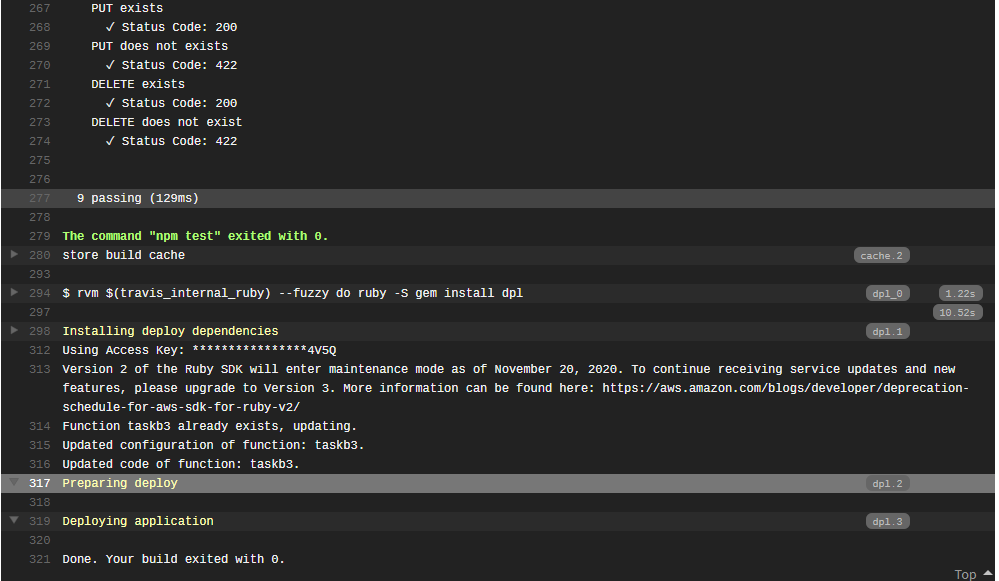 267 PUT exists
268 ✓ Status Code: 200
269 PUT does not exists
270 ✓ Status Code: 422
271 DELETE exists
272 ✓ Status Code: 200
273 DELETE does not exist
274 ✓ Status Code: 422
275
276
277 9 passing (129ms)
278
279 The command "npm test" exited with 0.
280 store build cache cache.2
293
294 $ rvm $(travis_internal_ruby) --fuzzy do ruby -S gem install dpl dpl_0 1.22s
297 10.52s
298 Installing deploy dependencies dpl.1
312 Using Access Key: ****************4V5Q
313 Version 2 of the Ruby SDK will enter maintenance mode as of November 20, 2020. To continue receiving service updates and new
features, please upgrade to Version 3. More information can be found here: https://aws.amazon.com/blogs/developer/deprecation-
schedule-for-aws-sdk-for-ruby-v2/
314 Function taskb3 already exists, updating.
315 Updated configuration of function: taskb3.
316 Updated code of function: taskb3.
317 Preparing deploy dpl.2
318
319 Deploying application dpl.3
320
321 Done. Your build exited with 0.
Top